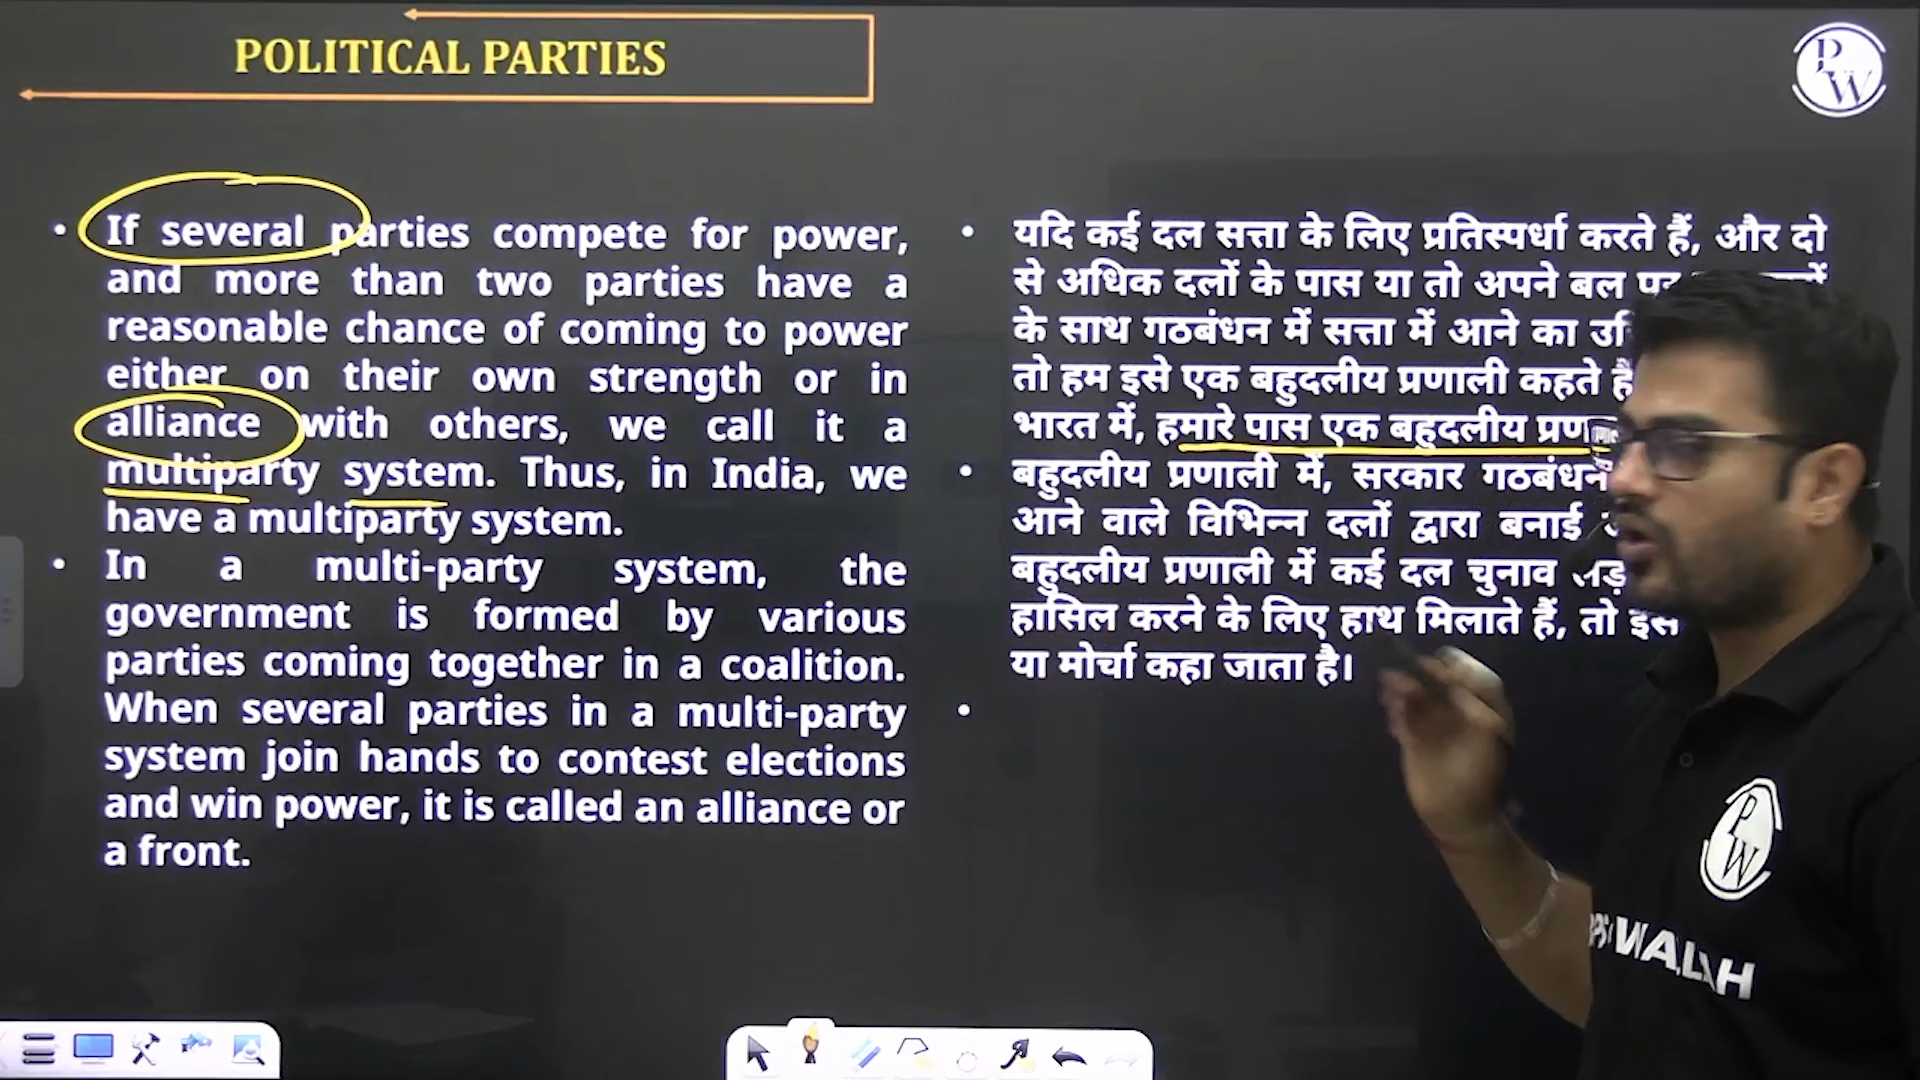 POLITICAL PARTIES
PW
• If several parties compete for power,
and more than two parties have a
reasonable chance of coming to power
either on their own strength or in
alliance with others, we call it a
multiparty system. Thus, in India, we
have a multiparty system.
• In a multi-party system, the
government is formed by various
parties coming together in a coalition.
When several parties in a multi-party
system join hands to contest elections
and win power, it is called an alliance or
a front.
• यदि कई दल सत्ता के लिए प्रतिस्पर्धा करते हैं, और दो
से अधिक दलों के पास या तो अपने बल पर
के साथ गठबंधन में सत्ता में आने का
तो हम इसे एक बहुदलीय प्रणाली कहते
भारत में, हमारे पास एक बहुदलीय
• बहुदलीय प्रणाली में, सरकार गठबंधन
आने वाले विभिन्न दलों द्वारा बनाई
बहुदलीय प्रणाली में कई दल चुनाव
हासिल करने के लिए हाथ मिलाते हैं, तो इसे
या मोर्चा कहा जाता है।
•
PW
WALLAH